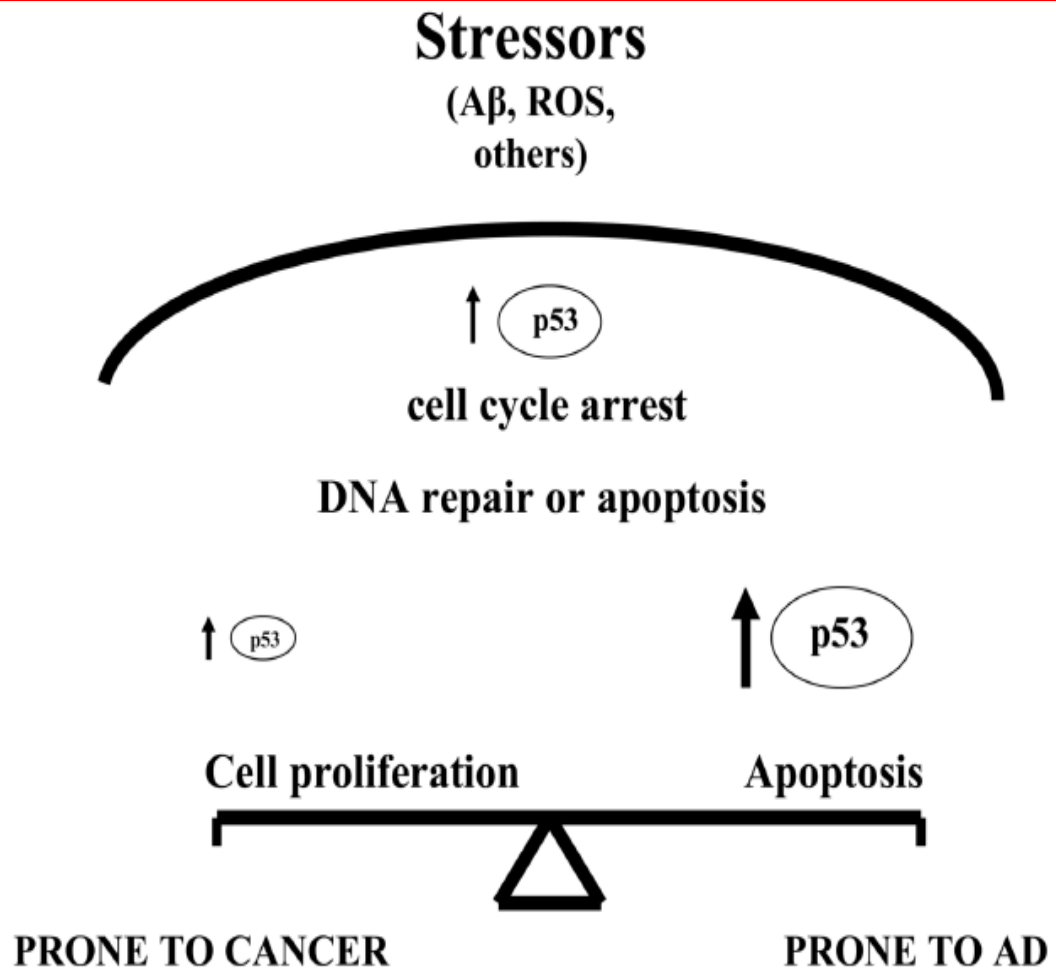 Stressors
(Aβ, ROS,
others)
p53
cell cycle arrest
DNA repair or apoptosis
p53
p53
Cell proliferation
Apoptosis
PRONE TO CANCER
PRONE TO AD